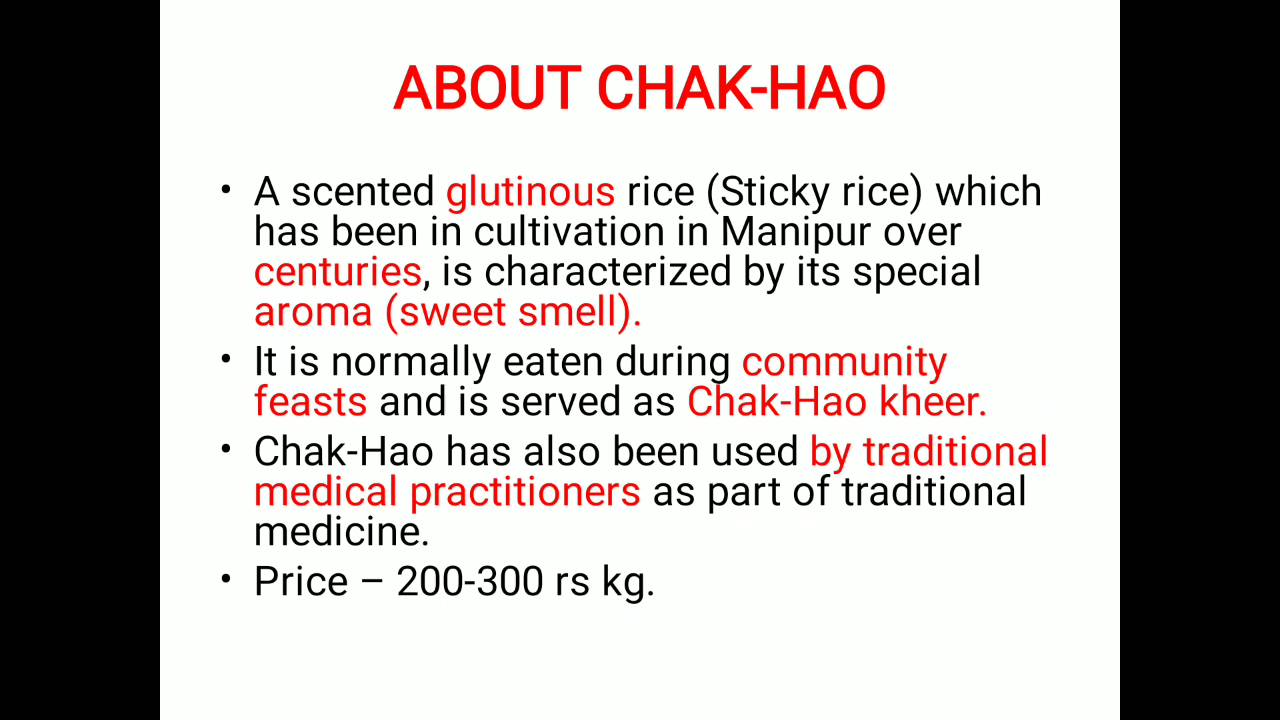 ABOUT CHAK-HAO
• A scented glutinous rice (Sticky rice) which
has been in cultivation in Manipur over
centuries, is characterized by its special
aroma (sweet smell).
• It is normally eaten during community
feasts and is served as Chak-Hao kheer.
• Chak-Hao has also been used by traditional
medical practitioners as part of traditional
medicine.
• Price – 200-300 rs kg.